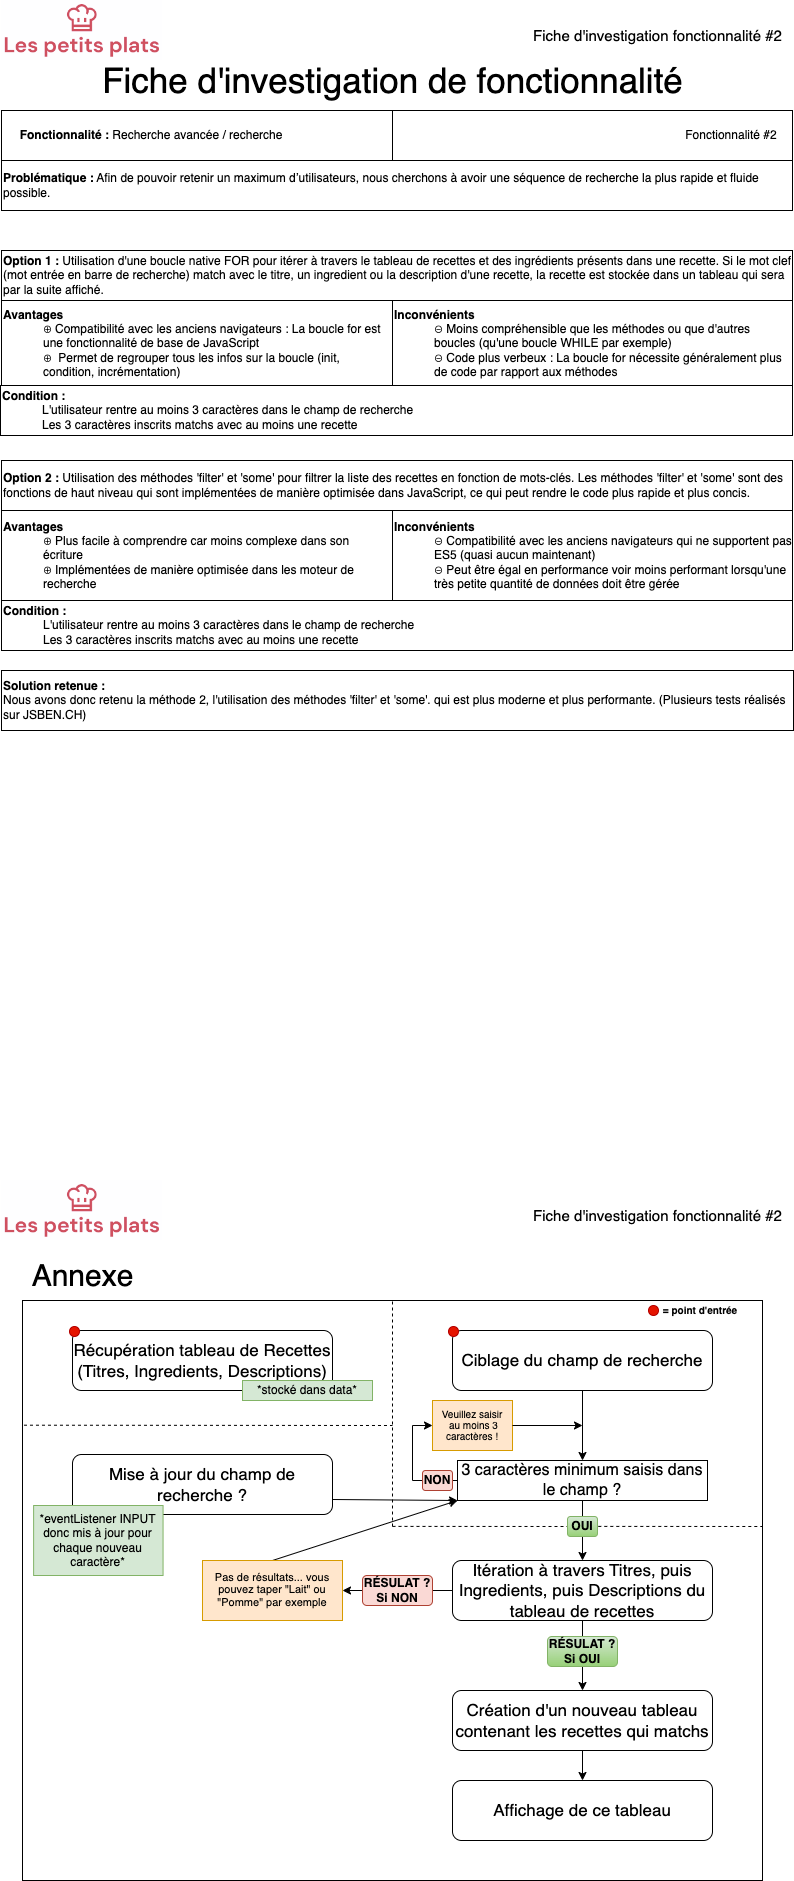 Les petits plats
Fiche d'investigation fonctionnalité #2
Fiche d'investigation de fonctionnalité
Fonctionnalité : Recherche avancée / recherche
Fonctionnalité #2
Problématique : Afin de pouvoir retenir un maximum d'utilisateurs, nous cherchons à avoir une séquence de recherche la plus rapide et fluide
possible.
Option 1 : Utilisation d'une boucle native FOR pour itérer à travers le tableau de recettes et des ingrédients présents dans une recette. Si le mot clef
(mot entrée en barre de recherche) match avec le titre, un ingredient ou la description d'une recette, la recette est stockée dans un tableau qui sera
par la suite affiché.
Avantages
⊕ Compatibilité avec les anciens navigateurs : La boucle for est
une fonctionnalité de base de JavaScript
⊕ Permet de regrouper tous les infos sur la boucle (init,
condition, incrémentation)
Inconvénients
⊖ Moins compréhensible que les méthodes ou que d'autres
boucles (qu'une boucle WHILE par exemple)
⊖ Code plus verbeux : La boucle for nécessite généralement plus
de code par rapport aux méthodes
Condition :
L'utilisateur rentre au moins 3 caractères dans le champ de recherche
Les 3 caractères inscrits matchs avec au moins une recette
Option 2 : Utilisation des méthodes 'filter' et 'some' pour filtrer la liste des recettes en fonction de mots-clés. Les méthodes 'filter' et 'some' sont des
fonctions de haut niveau qui sont implémentées de manière optimisée dans JavaScript, ce qui peut rendre le code plus rapide et plus concis.
Avantages
⊕ Plus facile à comprendre car moins complexe dans son
écriture
⊕ Implémentées de manière optimisée dans les moteur de
recherche
Inconvénients
⊖ Compatibilité avec les anciens navigateurs qui ne supportent pas
ES5 (quasi aucun maintenant)
⊖ Peut être égal en performance voir moins performant lorsqu'une
très petite quantité de données doit être gérée
Condition :
L'utilisateur rentre au moins 3 caractères dans le champ de recherche
Les 3 caractères inscrits matchs avec au moins une recette
Solution retenue :
Nous avons donc retenu la méthode 2, l'utilisation des méthodes 'filter' et 'some'. qui est plus moderne et plus performante. (Plusieurs tests réalisés
sur JSBEN.CH)
Les petits plats
Fiche d'investigation fonctionnalité #2
Annexe
= point d'entrée
Récupération tableau de Recettes
(Titres, Ingredients, Descriptions)
*stocké dans data*
Ciblage du champ de recherche
Veuillez saisir
au moins 3
caractères !
Mise à jour du champ de
recherche ?
*eventListener INPUT
donc mis à jour pour
chaque nouveau
caractère*
NON
3 caractères minimum saisis dans
le champ ?
OUI
Pas de résultats... vous
pouvez taper "Lait" ou
"Pomme" par exemple
RÉSULAT ?
Si NON
Itération à travers Titres, puis
Ingredients, puis Descriptions du
tableau de recettes
RÉSULAT ?
Si OUI
Création d'un nouveau tableau
contenant les recettes qui matchs
Affichage de ce tableau